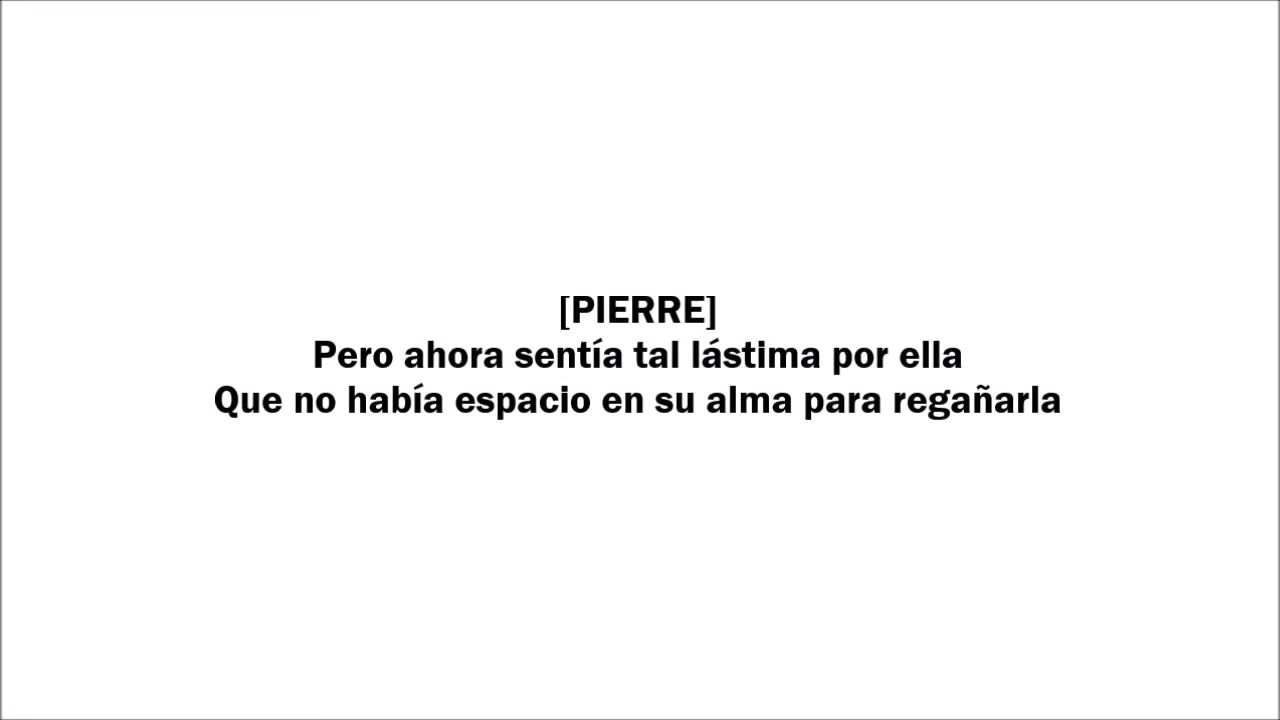 [PIERRE]
Pero ahora sentía tal lástima por ella
Que no había espacio en su alma para regañarla